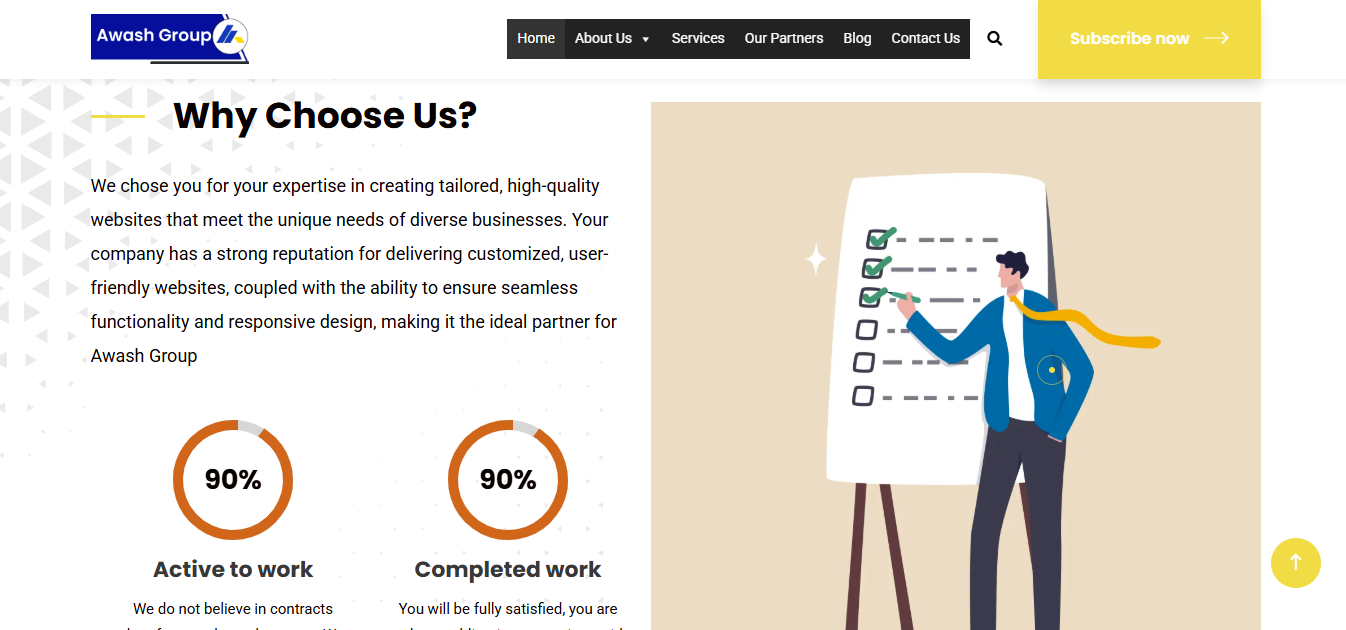 Awash Group
Home About Us Services Our Partners Blog Contact Us
Subscribe now
Why Choose Us?
We chose you for your expertise in creating tailored, high-quality
websites that meet the unique needs of diverse businesses. Your
company has a strong reputation for delivering customized, user-
friendly websites, coupled with the ability to ensure seamless
functionality and responsive design, making it the ideal partner for
Awash Group
90%
Active to work
We do not believe in contracts
90%
Completed work
You will be fully satisfied, you are